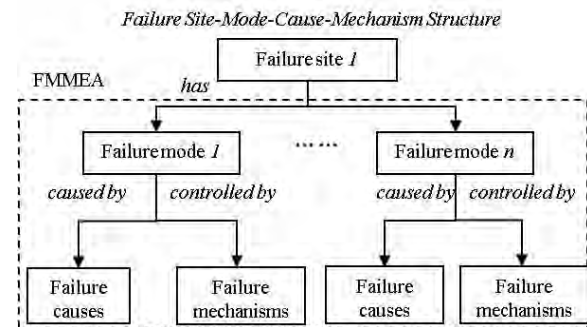 Failure Site-Mode-Cause-Mechanism Structure
Failure site 1
FMMEA
has
Failure mode 1
... ...
Failure mode n
caused by
controlled by
caused by
controlled by
Failure
causes
Failure
mechanisms
Failure
causes
Failure
mechanisms